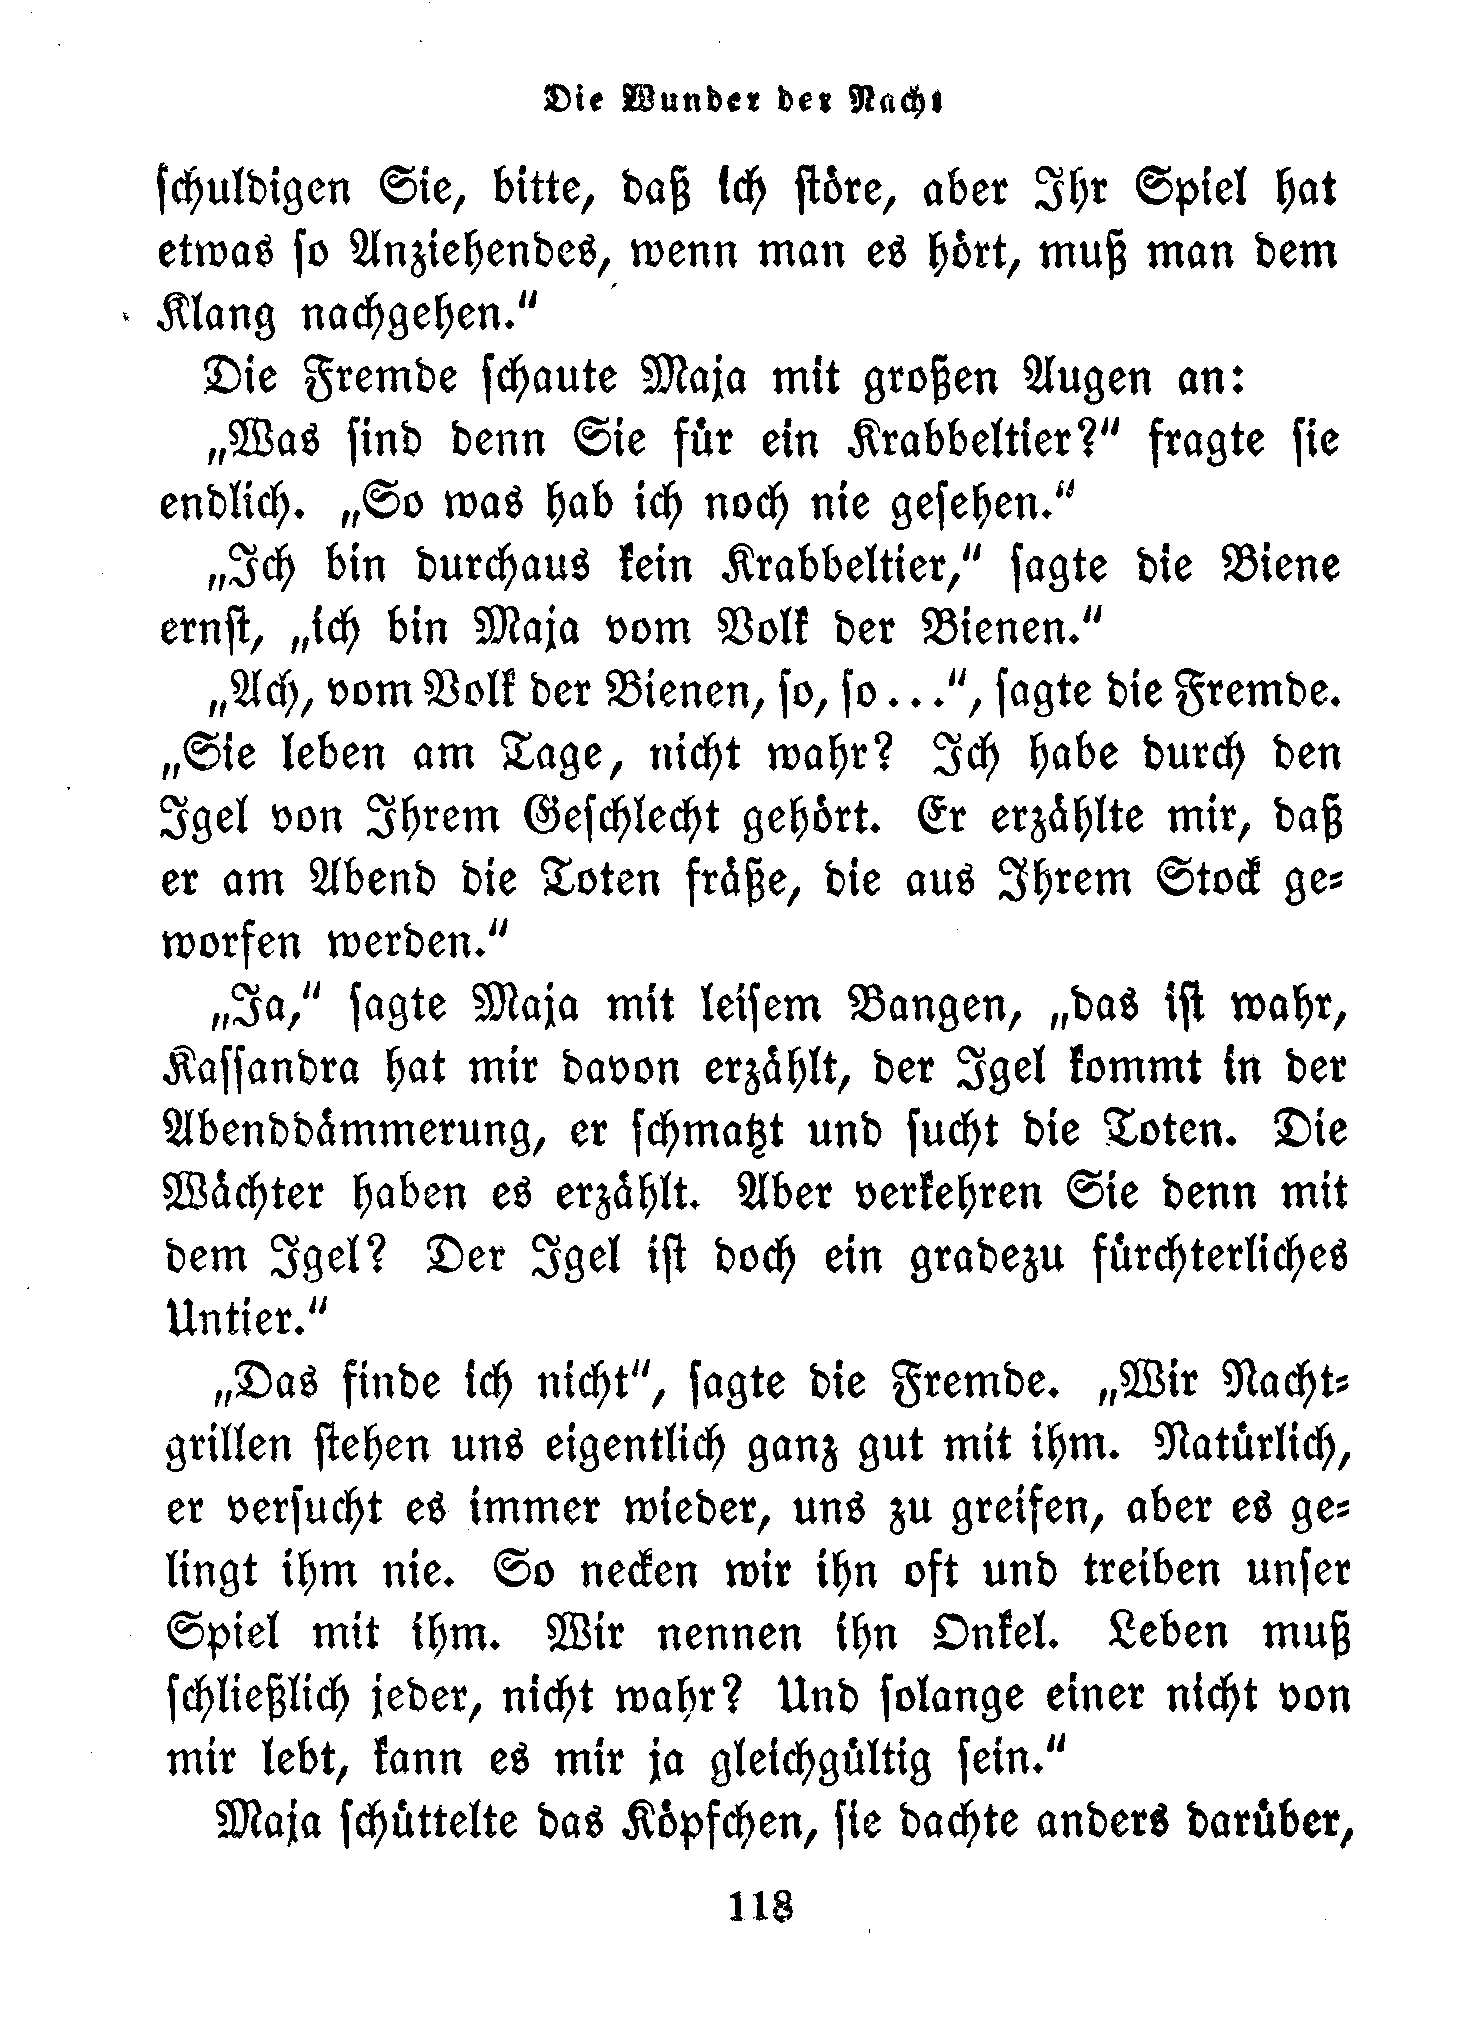 Die Wunder der Nacht
schuldigen Sie, bitte, daß ich störe, aber Ihr Spiel hat
etwas so Anziehendes, wenn man es hört, muß man dem
Klang nachgehen.“
Die Fremde schaute Maja mit großen Augen an:
„Was sind denn Sie für ein Krabbeltier?“ fragte sie
endlich. „So was hab ich noch nie gesehen.“
„Ich bin durchaus kein Krabbeltier,“ sagte die Biene
ernst, „ich bin Maja vom Volk der Bienen.“
„Ach, vom Volk der Bienen, so, so...“, sagte die Fremde.
„Sie leben am Tage, nicht wahr? Ich habe durch den
Igel von Ihrem Geschlecht gehört. Er erzählte mir, daß
er am Abend die Toten fräße, die aus Ihrem Stock ge-
worfen werden.“
„Ja,“ sagte Maja mit leisem Bangen, „das ist wahr,
Kassandra hat mir davon erzählt, der Igel kommt in der
Abenddämmerung, er schmatzt und sucht die Toten. Die
Wächter haben es erzählt. Aber verkehren Sie denn mit
dem Igel? Der Igel ist doch ein gradezu fürchterliches
Untier.“
„Das finde ich nicht“, sagte die Fremde. „Wir Nacht-
grillen stehen uns eigentlich ganz gut mit ihm. Natürlich,
er versucht es immer wieder, uns zu greifen, aber es ge-
lingt ihm nie. So necken wir ihn oft und treiben unser
Spiel mit ihm. Wir nennen ihn Onkel. Leben muß
schließlich jeder, nicht wahr? Und solange einer nicht von
mir lebt, kann es mir ja gleichgültig sein.“
Maja schüttelte das Köpfchen, sie dachte anders darüber,
118